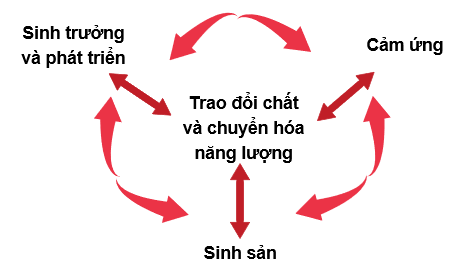 Sinh trưởng
và phát triển
Cảm ứng
Trao đổi chất
và chuyển hóa
năng lượng
Sinh sản